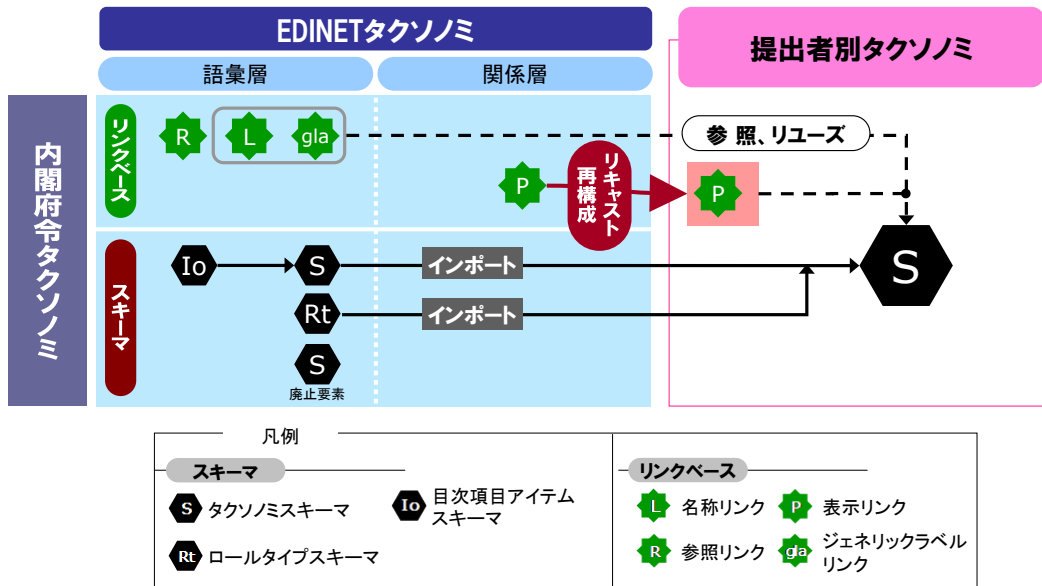 EDINETタクソノミ
提出者別タクソノミ
語彙層
関係層
内閣府令タクソノミ
リンクベース
R
L
gla
参照、リユーズ
P
リキャスト
再構成
P
スキーマ
Io
S
インポート
S
Rt
インポート
S
廃止要素
凡例
スキーマ
S タクソノミスキーマ
Io 目次項目アイテム
スキーマ
Rt ロールタイプスキーマ
リンクベース
L 名称リンク
P 表示リンク
R 参照リンク
gla ジェネリックラベル
リンク